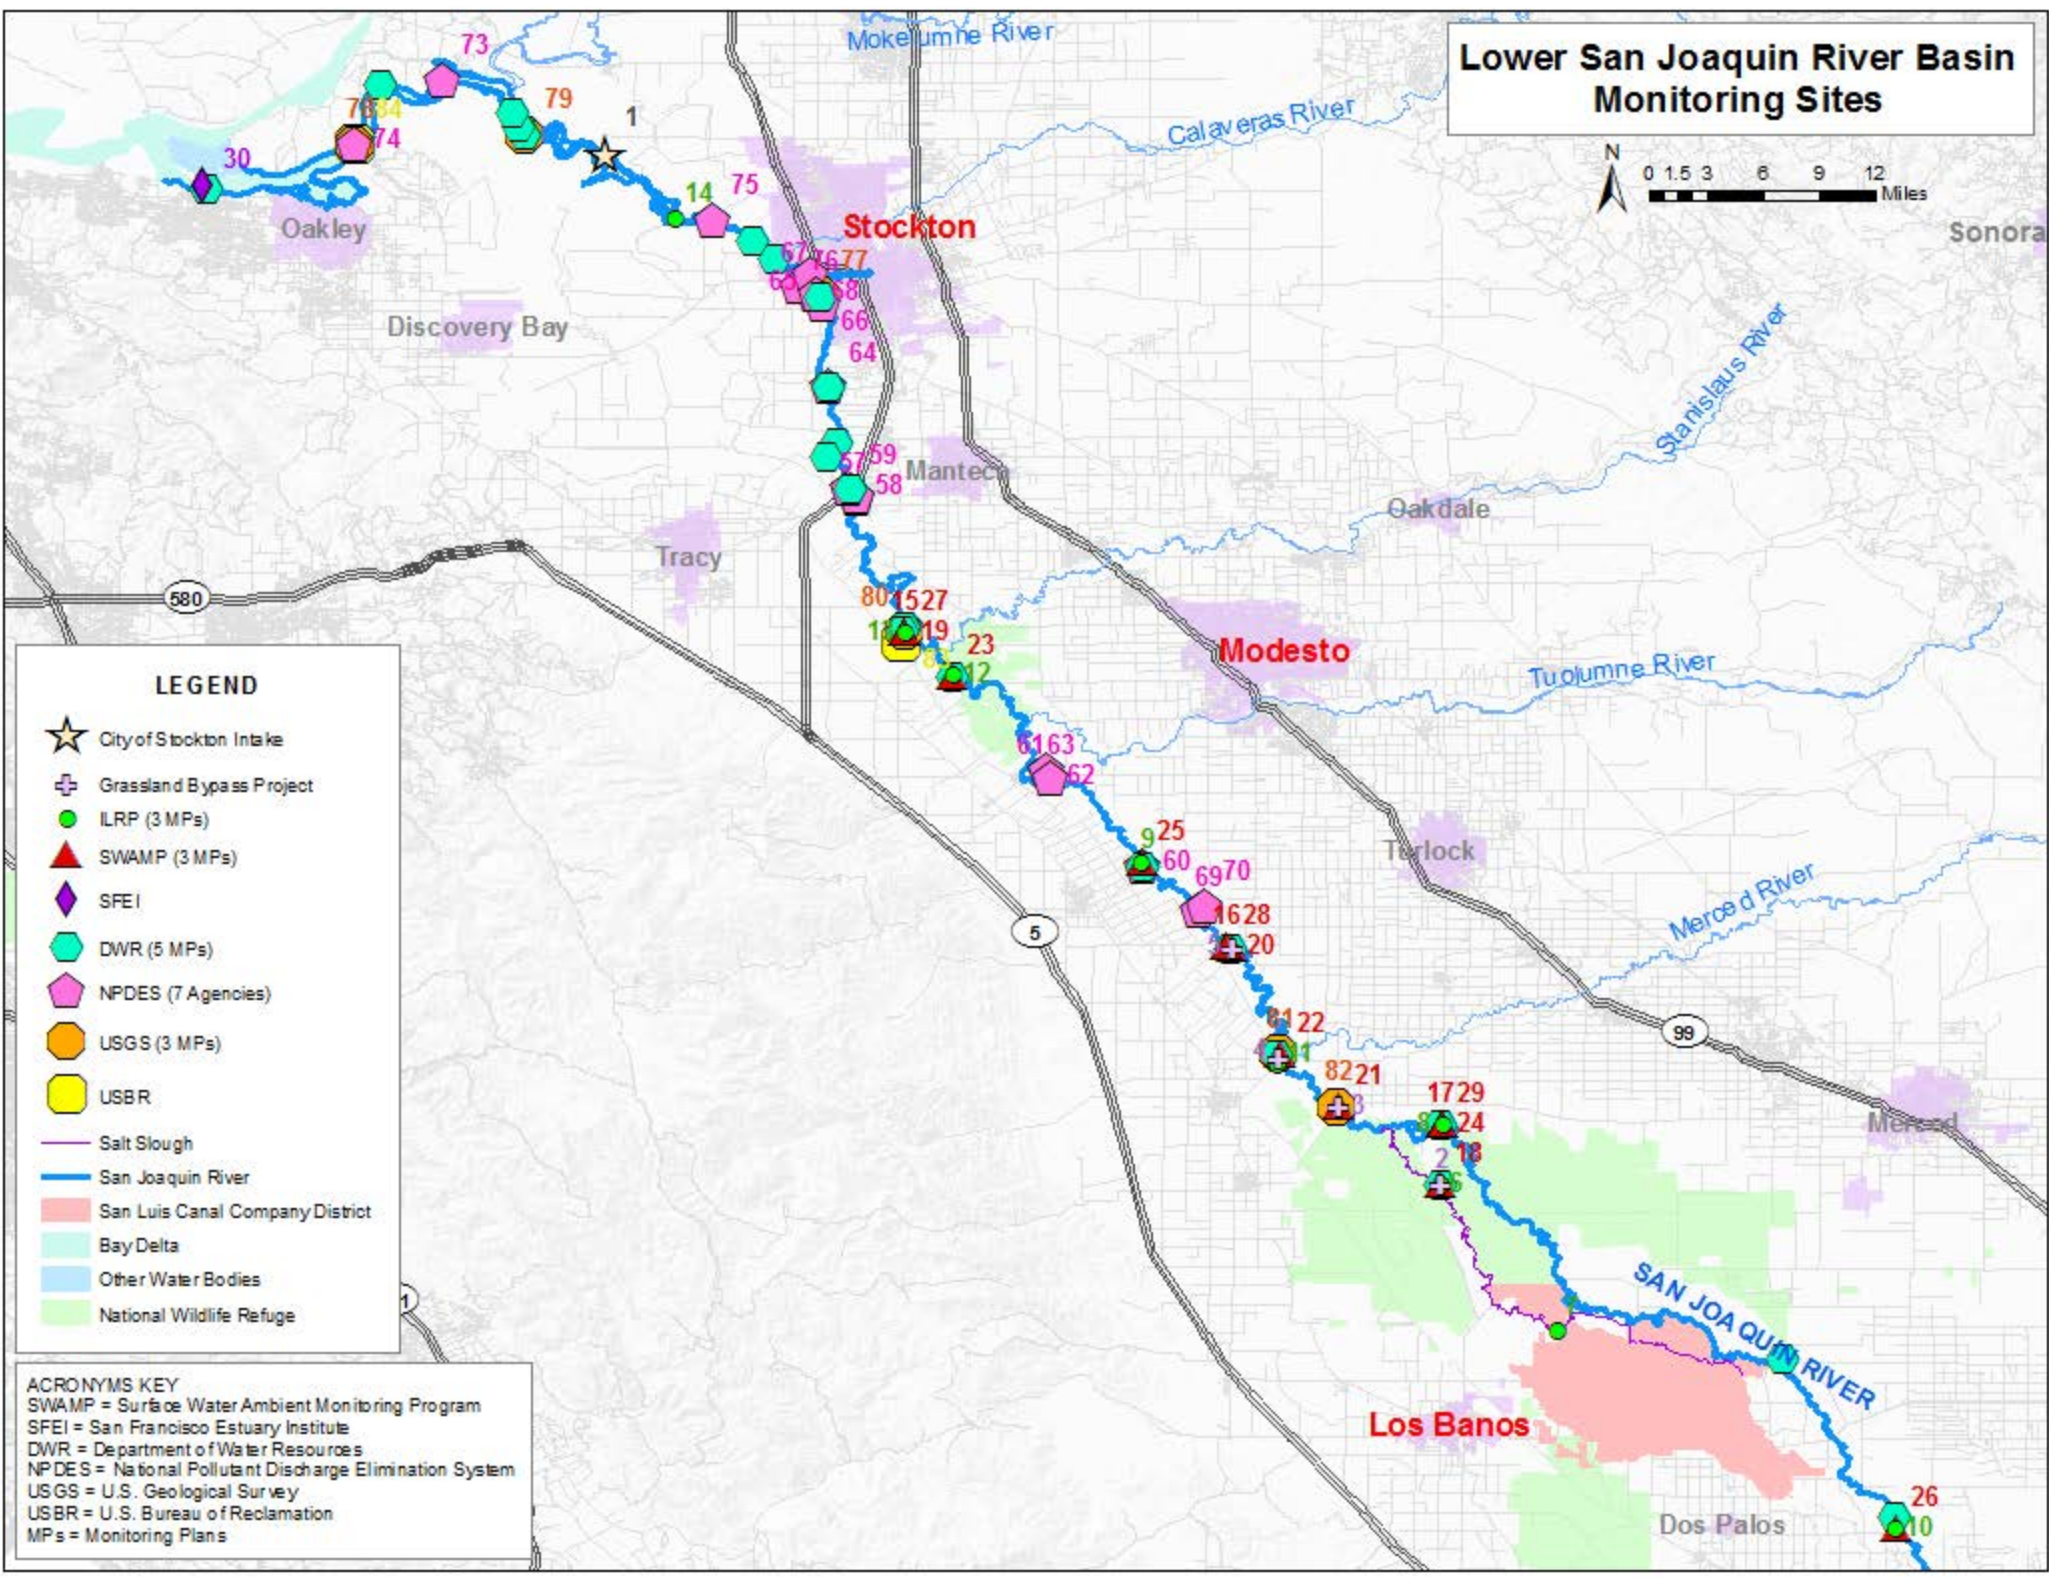 Lower San Joaquin River Basin
Monitoring Sites
N
0 1.5 3 6 9 12
Miles
Mokelumne River
Calaveras River
Stanislaus River
Tuolumne River
Merced River
SAN JOAQUIN RIVER
Sonora
Oakley
Discovery Bay
Stockton
Manteca
Tracy
Oakdale
Modesto
Turlock
Merced
Los Banos
Dos Palos
580
5
99
1
73
79
1
84
74
30
14
75
67
76
77
68
66
64
57
59
58
80
15
27
19
23
12
61
63
62
9
25
60
69
70
16
28
20
81
22
82
21
3
17
29
8
24
18
2
6
26
10
LEGEND
City of Stockton Intake
Grassland Bypass Project
ILRP (3 MPs)
SWAMP (3 MPs)
SFEI
DWR (5 MPs)
NPDES (7 Agencies)
USGS (3 MPs)
USBR
Salt Slough
San Joaquin River
San Luis Canal Company District
Bay Delta
Other Water Bodies
National Wildlife Refuge
ACRONYMS KEY
SWAMP = Surface Water Ambient Monitoring Program
SFEI = San Francisco Estuary Institute
DWR = Department of Water Resources
NPDES = National Pollutant Discharge Elimination System
USGS = U.S. Geological Survey
USBR = U.S. Bureau of Reclamation
MPs = Monitoring Plans